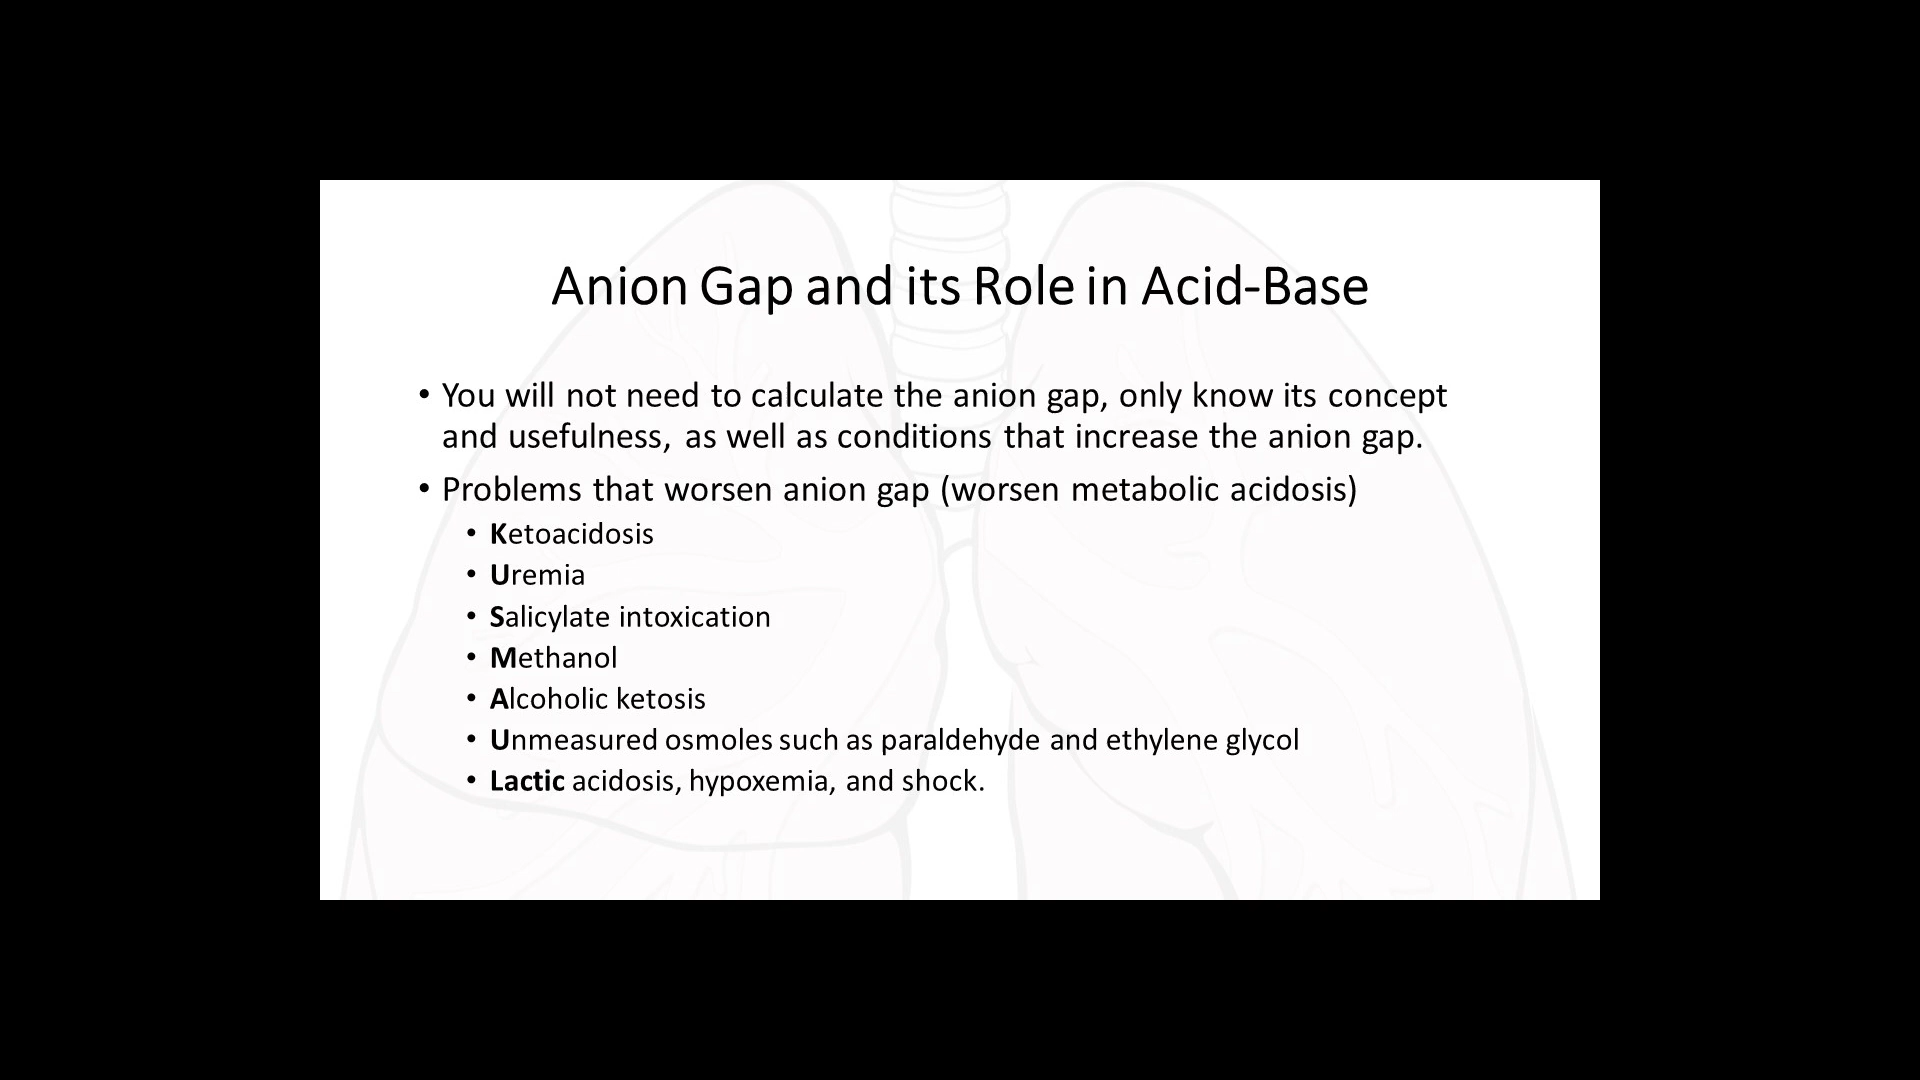 Anion Gap and its Role in Acid-Base
• You will not need to calculate the anion gap, only know its concept
and usefulness, as well as conditions that increase the anion gap.
• Problems that worsen anion gap (worsen metabolic acidosis)
• Ketoacidosis
• Uremia
• Salicylate intoxication
• Methanol
• Alcoholic ketosis
• Unmeasured osmoles such as paraldehyde and ethylene glycol
• Lactic acidosis, hypoxemia, and shock.